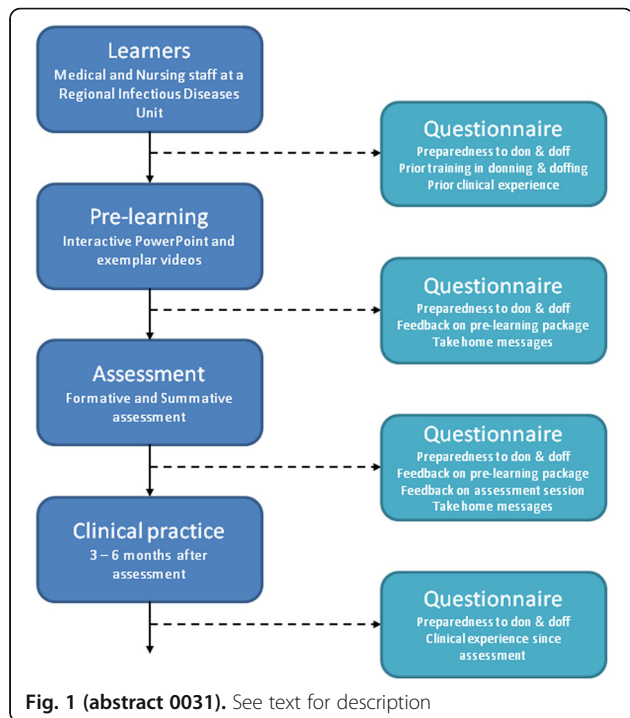 Learners
Medical and Nursing staff at a
Regional Infectious Diseases
Unit
Questionnaire
Preparedness to don & doff
Prior training in donning & doffing
Prior clinical experience
Pre-learning
Interactive PowerPoint and
exemplar videos
Questionnaire
Preparedness to don & doff
Feedback on pre-learning package
Take home messages
Assessment
Formative and Summative
assessment
Questionnaire
Preparedness to don & doff
Feedback on pre-learning package
Feedback on assessment session
Take home messages
Clinical practice
3 – 6 months after
assessment
Questionnaire
Preparedness to don & doff
Clinical experience since
assessment
Fig. 1 (abstract 0031). See text for description